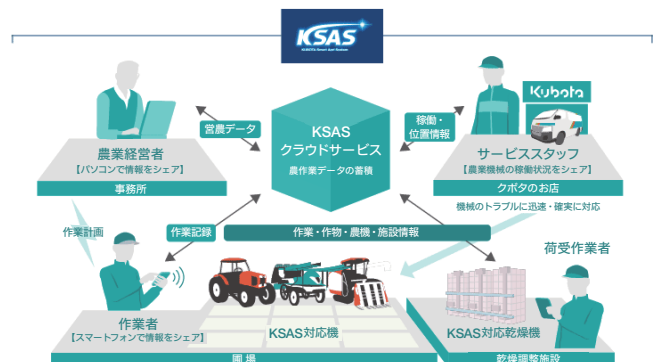 KSAS
KUBOTA Smart Agri System
Kubota
営農データ
KSAS
クラウドサービス
農作業データの蓄積
稼働・
位置情報
農業経営者
【パソコンで情報をシェア】
事務所
サービススタッフ
【農業機械の稼働状況をシェア】
クボタのお店
機械のトラブルに迅速・確実に対応
作業計画
作業記録
作業・作物・農機・施設情報
荷受作業者
作業者
【スマートフォンで情報をシェア】
KSAS対応機
KSAS対応乾燥機
圃場
乾燥調整施設